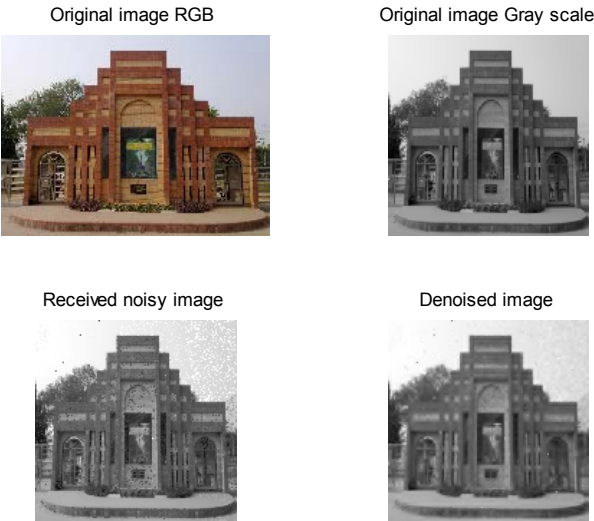 Original image RGB
Original image Gray scale
Received noisy image
Denoised image